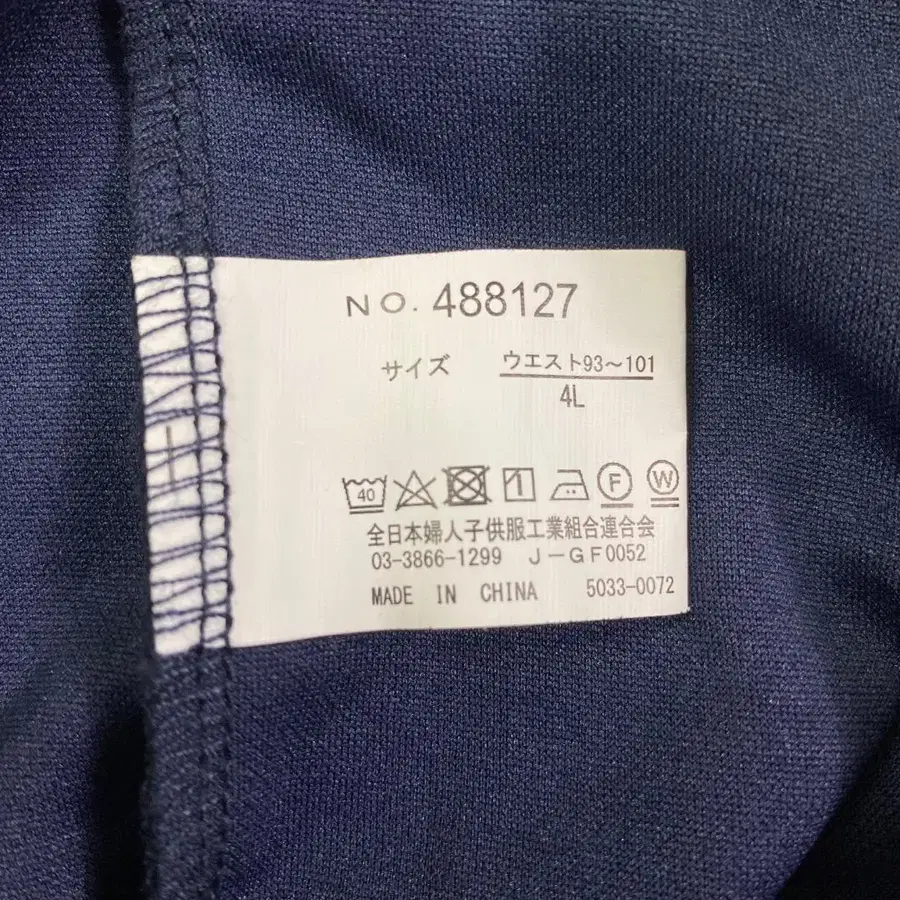 NO. 488127
サイズ ウエスト93〜101
4L
40 F W
全日本婦人子供服工業組合連合会
03-3866-1299 J-GF0052
MADE IN CHINA 5033-0072